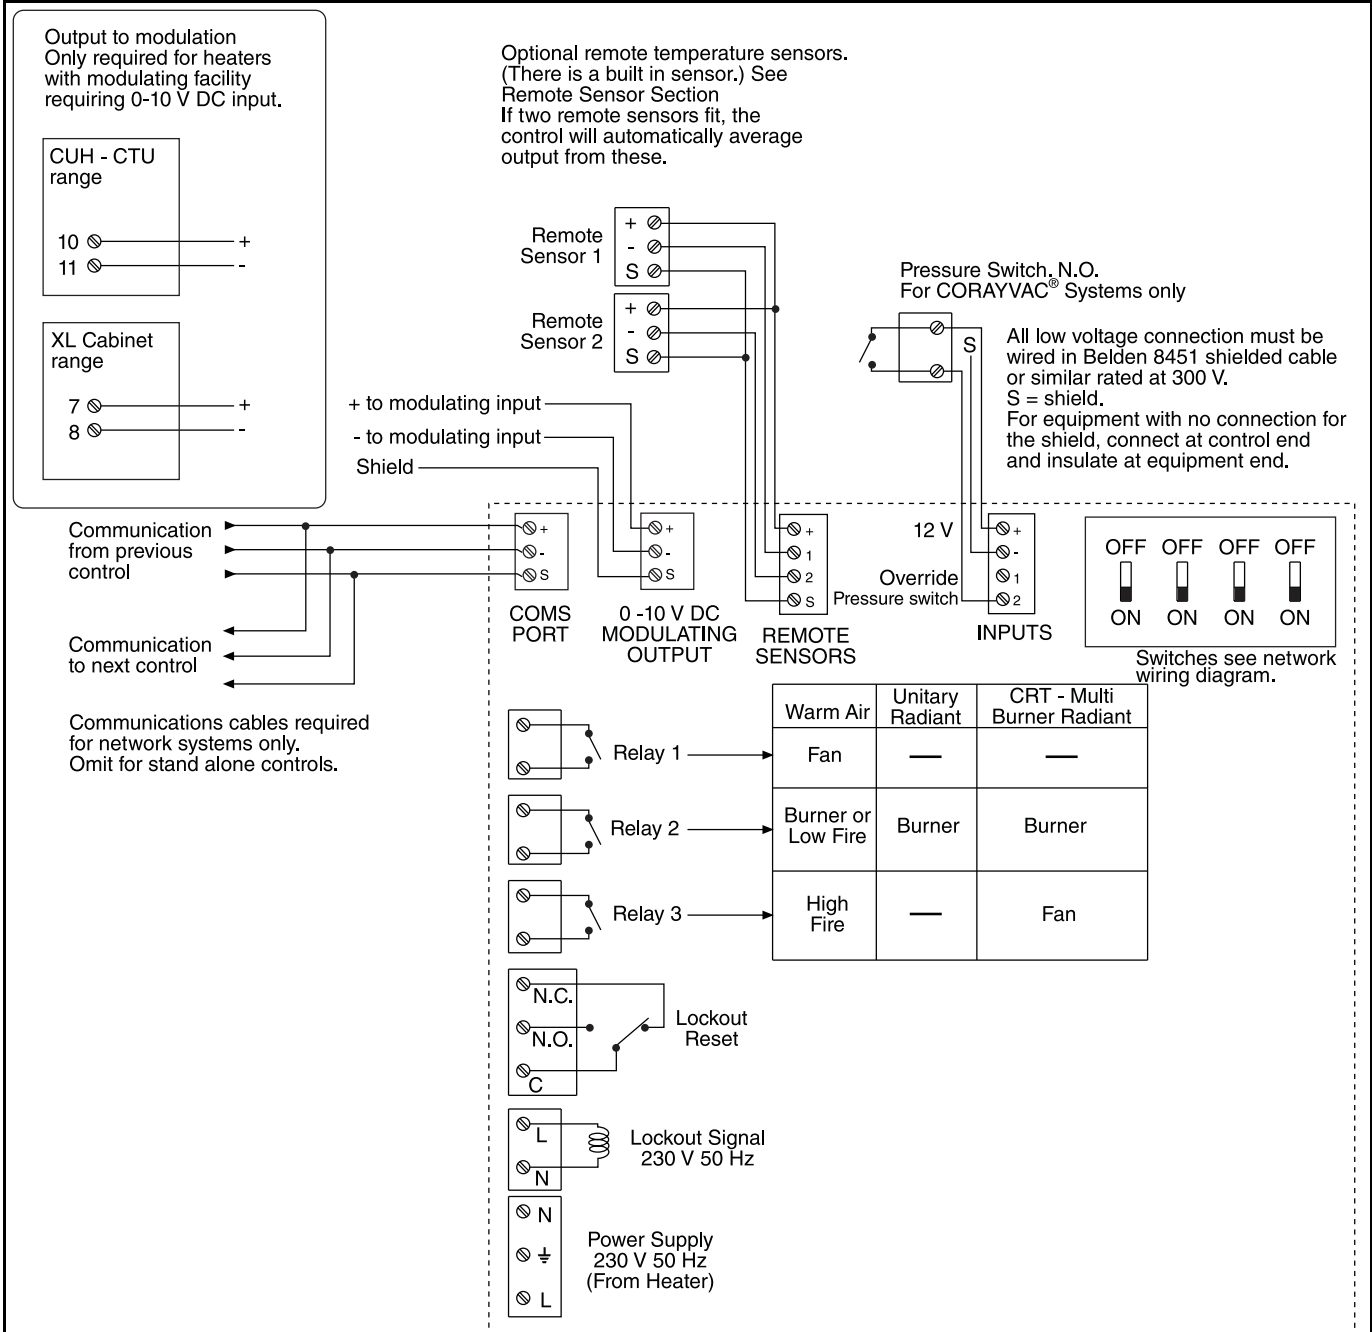 Output to modulation
Only required for heaters
with modulating facility
requiring 0-10 V DC input.
CUH - CTU
range
10
+
11
-
XL Cabinet
range
7
+
8
-
Optional remote temperature sensors.
(There is a built in sensor.) See
Remote Sensor Section
If two remote sensors fit, the
control will automatically average
output from these.
Remote
Sensor 1
+
-
S
Remote
Sensor 2
+
-
S
Pressure Switch. N.O.
For CORAYVAC® Systems only
S
All low voltage connection must be
wired in Belden 8451 shielded cable
or similar rated at 300 V.
S = shield.
For equipment with no connection for
the shield, connect at control end
and insulate at equipment end.
+ to modulating input
- to modulating input
Shield
Communication
from previous
control
Communication
to next control
Communications cables required
for network systems only.
Omit for stand alone controls.
+
-
S
COMS
PORT
+
-
S
0 -10 V DC
MODULATING
OUTPUT
+
1
2
S
REMOTE
SENSORS
12 V
Override
Pressure switch
+
-
1
2
INPUTS
OFF OFF OFF OFF
ON ON ON ON
Switches see network
wiring diagram.
Warm Air
Unitary
Radiant
CRT - Multi
Burner Radiant
Relay 1
Fan
—
—
Relay 2
Burner or
Low Fire
Burner
Burner
Relay 3
High
Fire
—
Fan
N.C.
N.O.
C
Lockout
Reset
L
N
Lockout Signal
230 V 50 Hz
N
L
Power Supply
230 V 50 Hz
(From Heater)